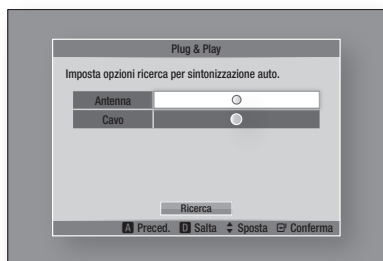 Plug & Play
Imposta opzioni ricerca per sintonizzazione auto.
Antenna
Cavo
Ricerca
A Preced. D Salta Sposta Conferma